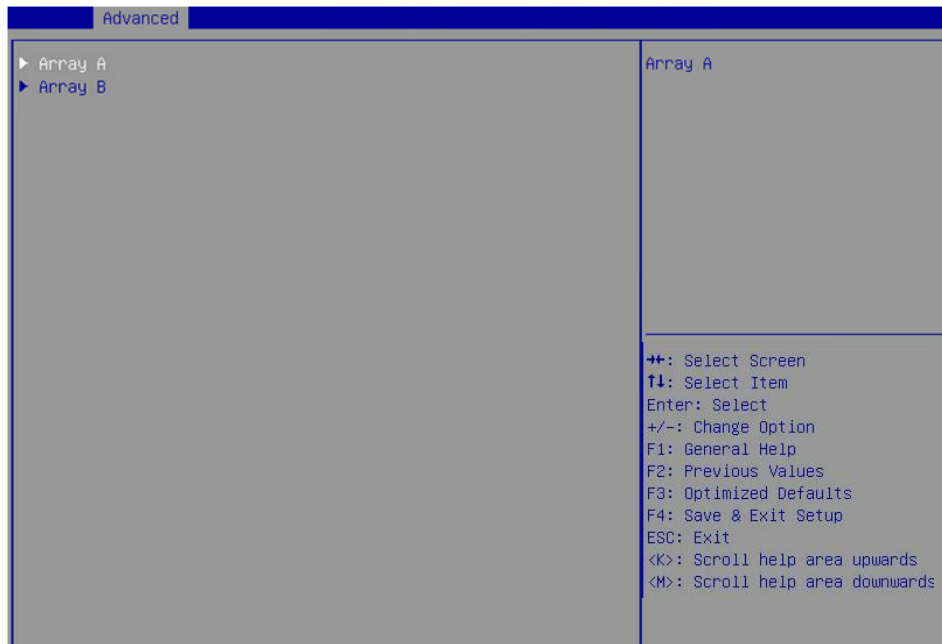 Advanced
Array A
Array B
Array A
→←: Select Screen
↑↓: Select Item
Enter: Select
+/-: Change Option
F1: General Help
F2: Previous Values
F3: Optimized Defaults
F4: Save & Exit Setup
ESC: Exit
<K>: Scroll help area upwards
<M>: Scroll help area downwards